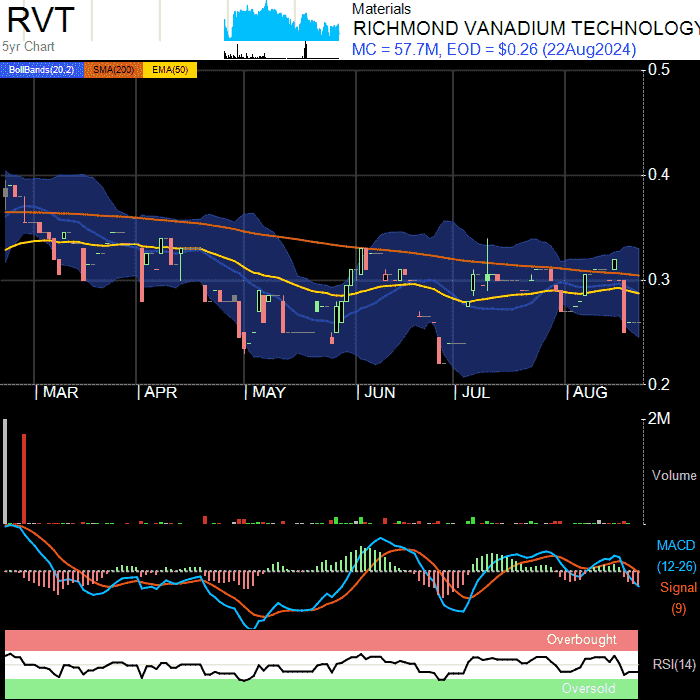 RVT
5yr Chart
Materials
RICHMOND VANADIUM TECHNOLOGY
MC = 57.7M, EOD = $0.26 (22Aug2024)
BollBands(20,2) SMA(200) EMA(50)
0.5
0.4
0.3
0.2
MAR APR MAY JUN JUL AUG
2M
Volume
MACD
(12-26)
Signal
(9)
Overbought
RSI(14)
Oversold